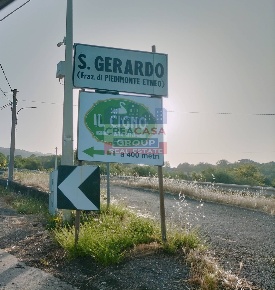 S. GERARDO
(Fraz. di PIEDIMONTE ETNEO)
IL CIGNO
CREACASA
GROUP
REAL ESTATE
a 400 metri